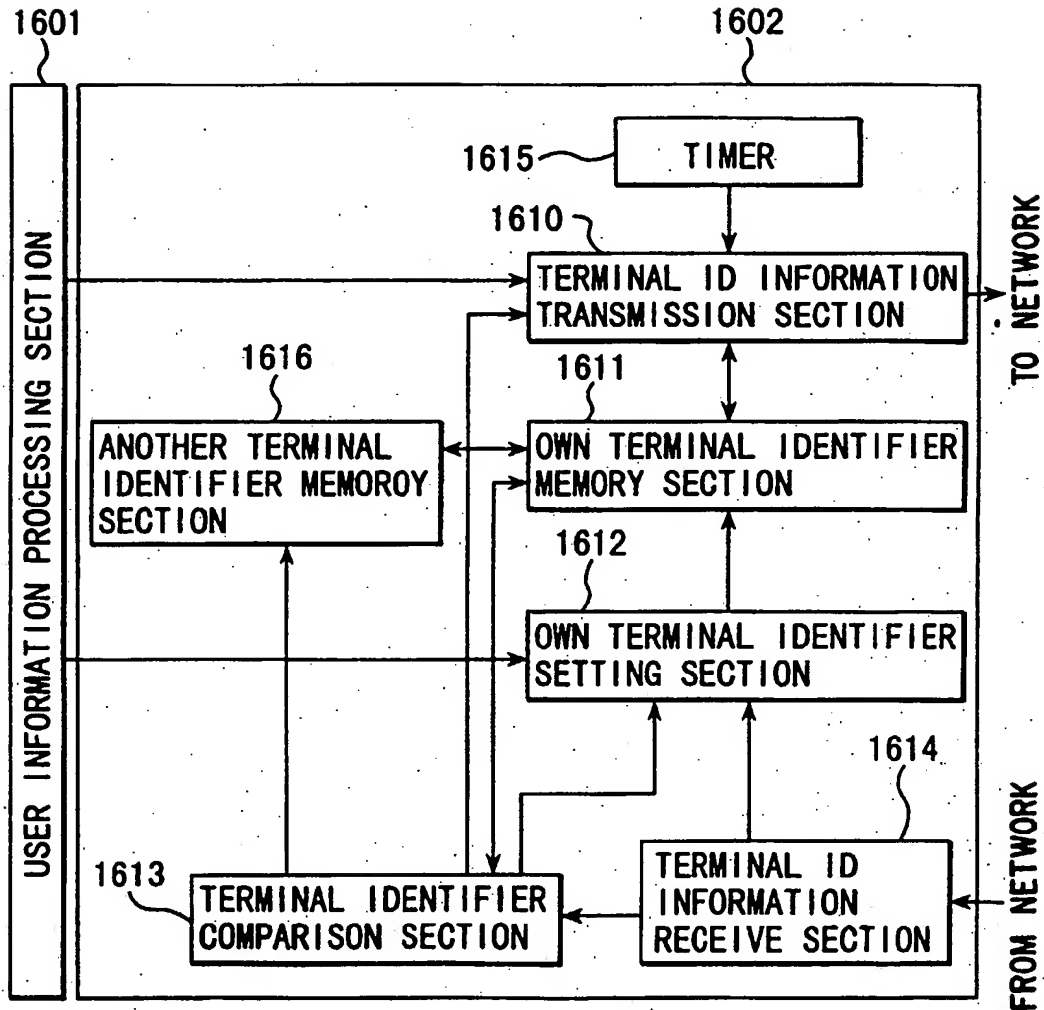 1601
1602
1615
TIMER
1610
TERMINAL ID INFORMATION
TRANSMISSION SECTION
TO NETWORK
1616
1611
ANOTHER TERMINAL
IDENTIFIER MEMOROY
SECTION
OWN TERMINAL IDENTIFIER
MEMORY SECTION
1612
OWN TERMINAL IDENTIFIER
SETTING SECTION
USER INFORMATION PROCESSING SECTION
1614
1613
TERMINAL IDENTIFIER
COMPARISON SECTION
TERMINAL ID
INFORMATION
RECEIVE SECTION
FROM NETWORK